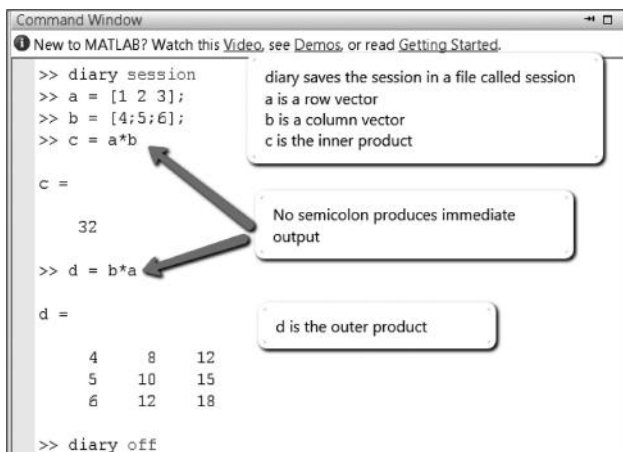 Command Window
New to MATLAB? Watch this Video, see Demos, or read Getting Started.
>> diary session
>> a = [1 2 3];
>> b = [4;5;6];
>> c = a*b
diary saves the session in a file called session
a is a row vector
b is a column vector
c is the inner product
c =
32
No semicolon produces immediate
output
>> d = b*a
d =
d is the outer product
4 8 12
5 10 15
6 12 18
>> diary off